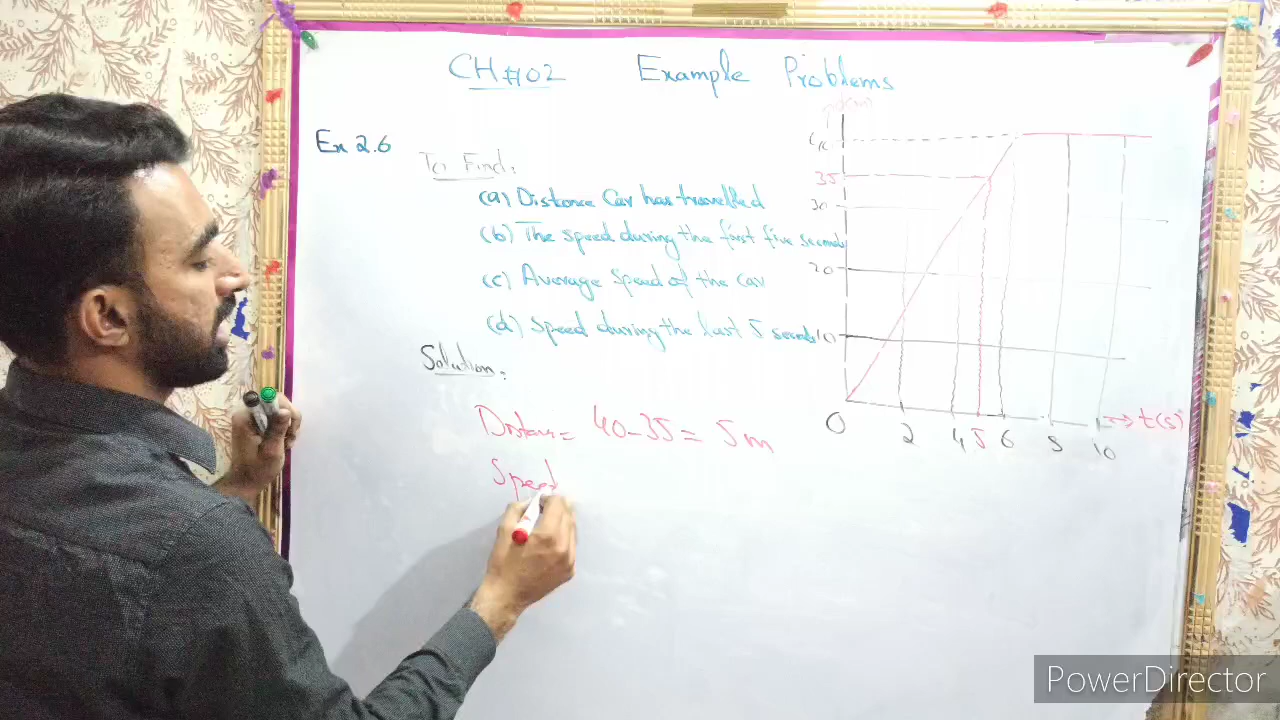 CH#02 Example Problems
Ex 2.6
To Find:
(a) Distance Car has travelled
(b) The speed during the first five seconds
(c) Average Speed of the car
(d) Speed during the last 5 seconds
Solution:
= 40-35 = 5m
Speed
35
30
20
10
0 2 4 5 6 8 10 t(s)
PowerDirector